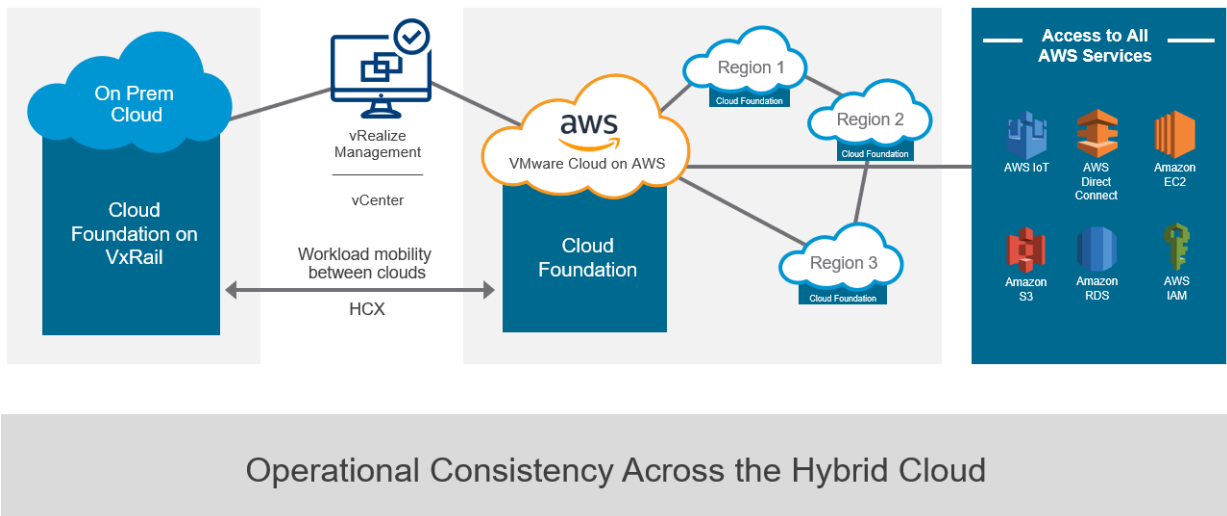 On Prem
Cloud
Cloud
Foundation on
VxRail
vRealize
Management
vCenter
Workload mobility
between clouds
HCX
aws
VMware Cloud on AWS
Cloud
Foundation
Region 1
Cloud Foundation
Region 2
Cloud Foundation
Region 3
Cloud Foundation
Access to All
AWS Services
AWS IoT
AWS
Direct
Connect
Amazon
EC2
Amazon
S3
Amazon
RDS
AWS
IAM
Operational Consistency Across the Hybrid Cloud